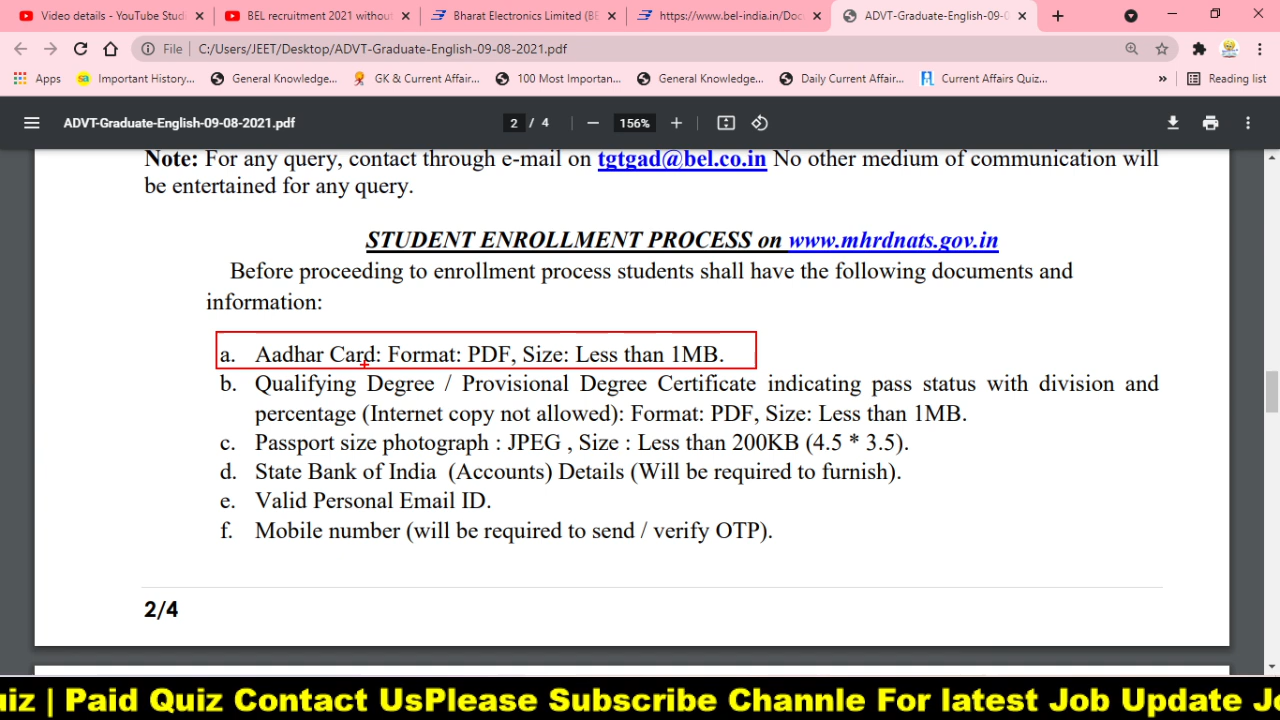 Video details - YouTube Studi
BEL recruitment 2021 without
Bharat Electronics Limited (BE
https://www.bel-india.in/Doc
ADVT-Graduate-English-09-0
File | C:/Users/JEET/Desktop/ADVT-Graduate-English-09-08-2021.pdf
Apps Important History... General Knowledge... GK & Current Affair... 100 Most Importan... General Knowledge... Daily Current Affair... Current Affairs Quiz... » Reading list
ADVT-Graduate-English-09-08-2021.pdf 2 / 4 156%
Note: For any query, contact through e-mail on tgtgad@bel.co.in No other medium of communication will
be entertained for any query.
STUDENT ENROLLMENT PROCESS on www.mhrdnats.gov.in
Before proceeding to enrollment process students shall have the following documents and
information:
a. Aadhar Card: Format: PDF, Size: Less than 1MB.
b. Qualifying Degree / Provisional Degree Certificate indicating pass status with division and
percentage (Internet copy not allowed): Format: PDF, Size: Less than 1MB.
c. Passport size photograph : JPEG , Size : Less than 200KB (4.5 * 3.5).
d. State Bank of India (Accounts) Details (Will be required to furnish).
e. Valid Personal Email ID.
f. Mobile number (will be required to send / verify OTP).
2/4
uiz | Paid Quiz Contact UsPlease Subscribe Channle For latest Job Update Jo